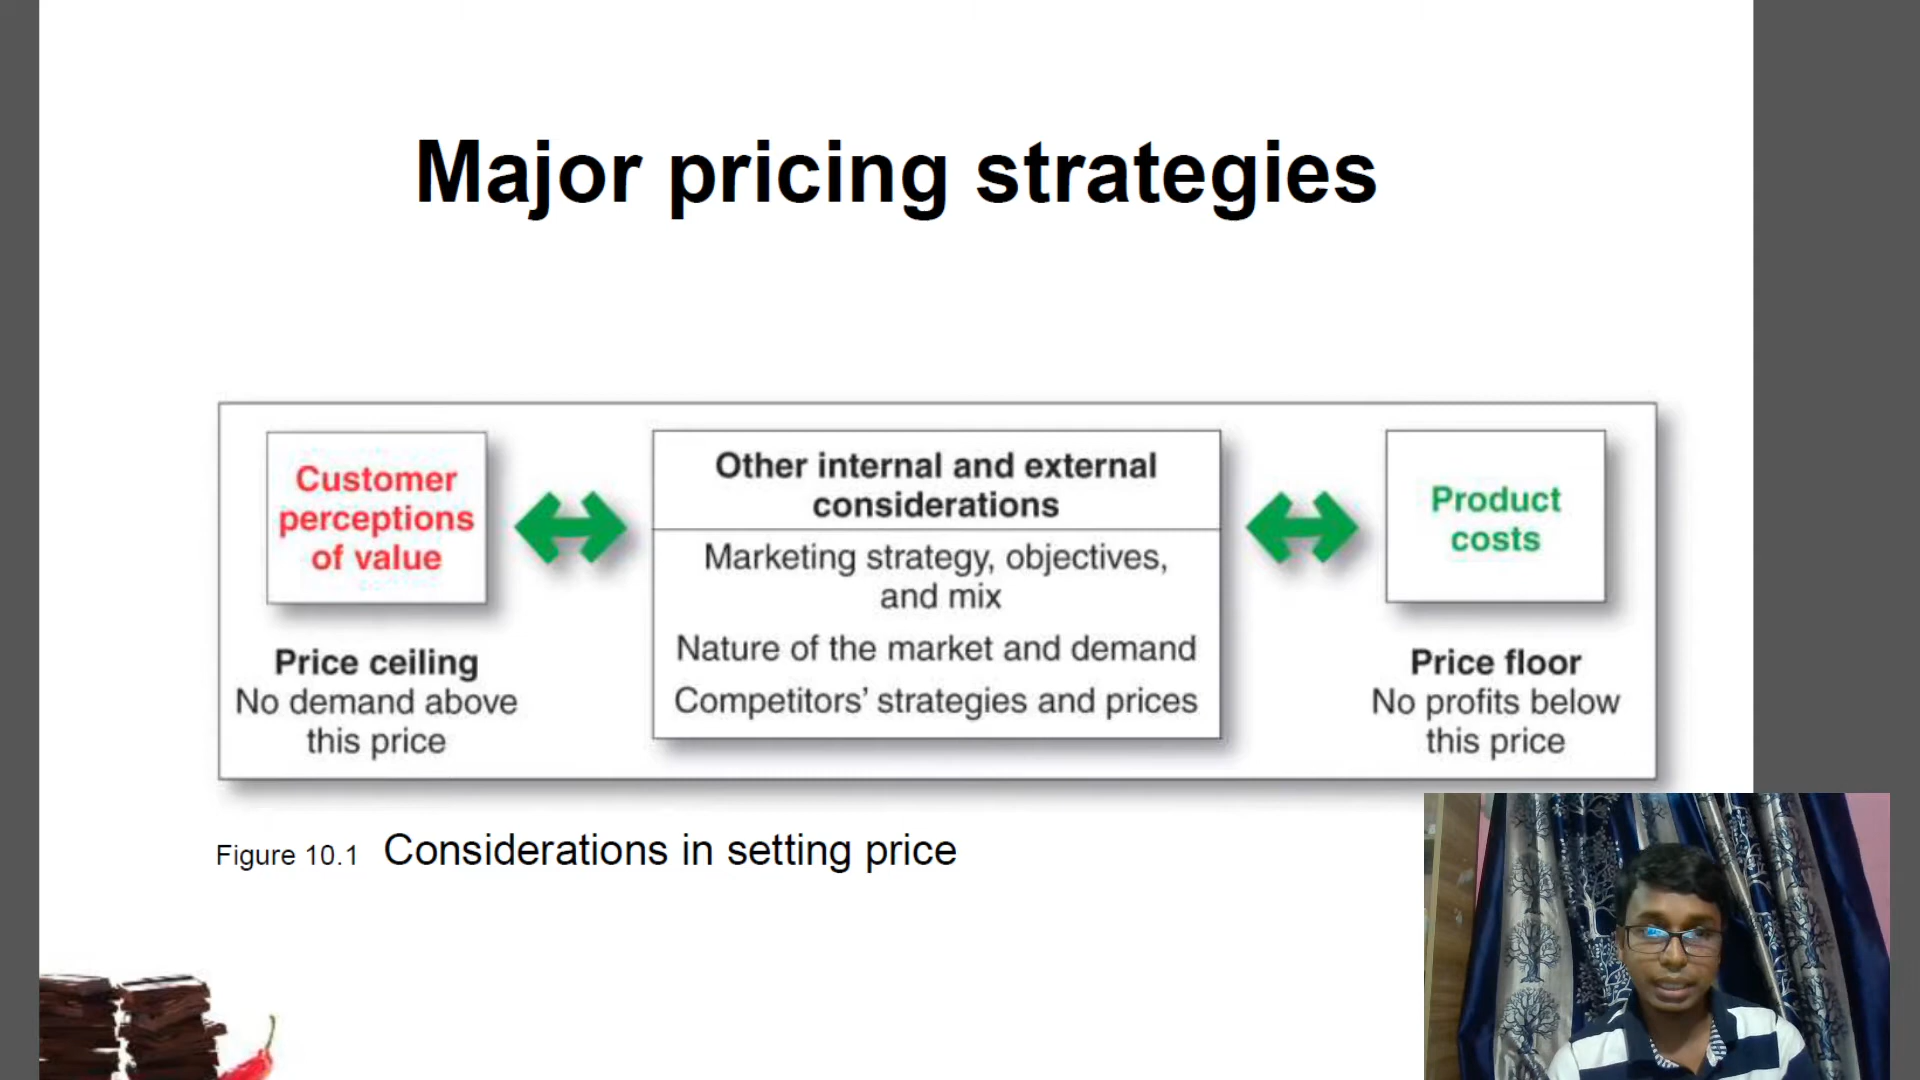 Major pricing strategies
Customer
perceptions
of value
Price ceiling
No demand above
this price
Other internal and external
considerations
Marketing strategy, objectives,
and mix
Nature of the market and demand
Competitors’ strategies and prices
Product
costs
Price floor
No profits below
this price
Figure 10.1 Considerations in setting price